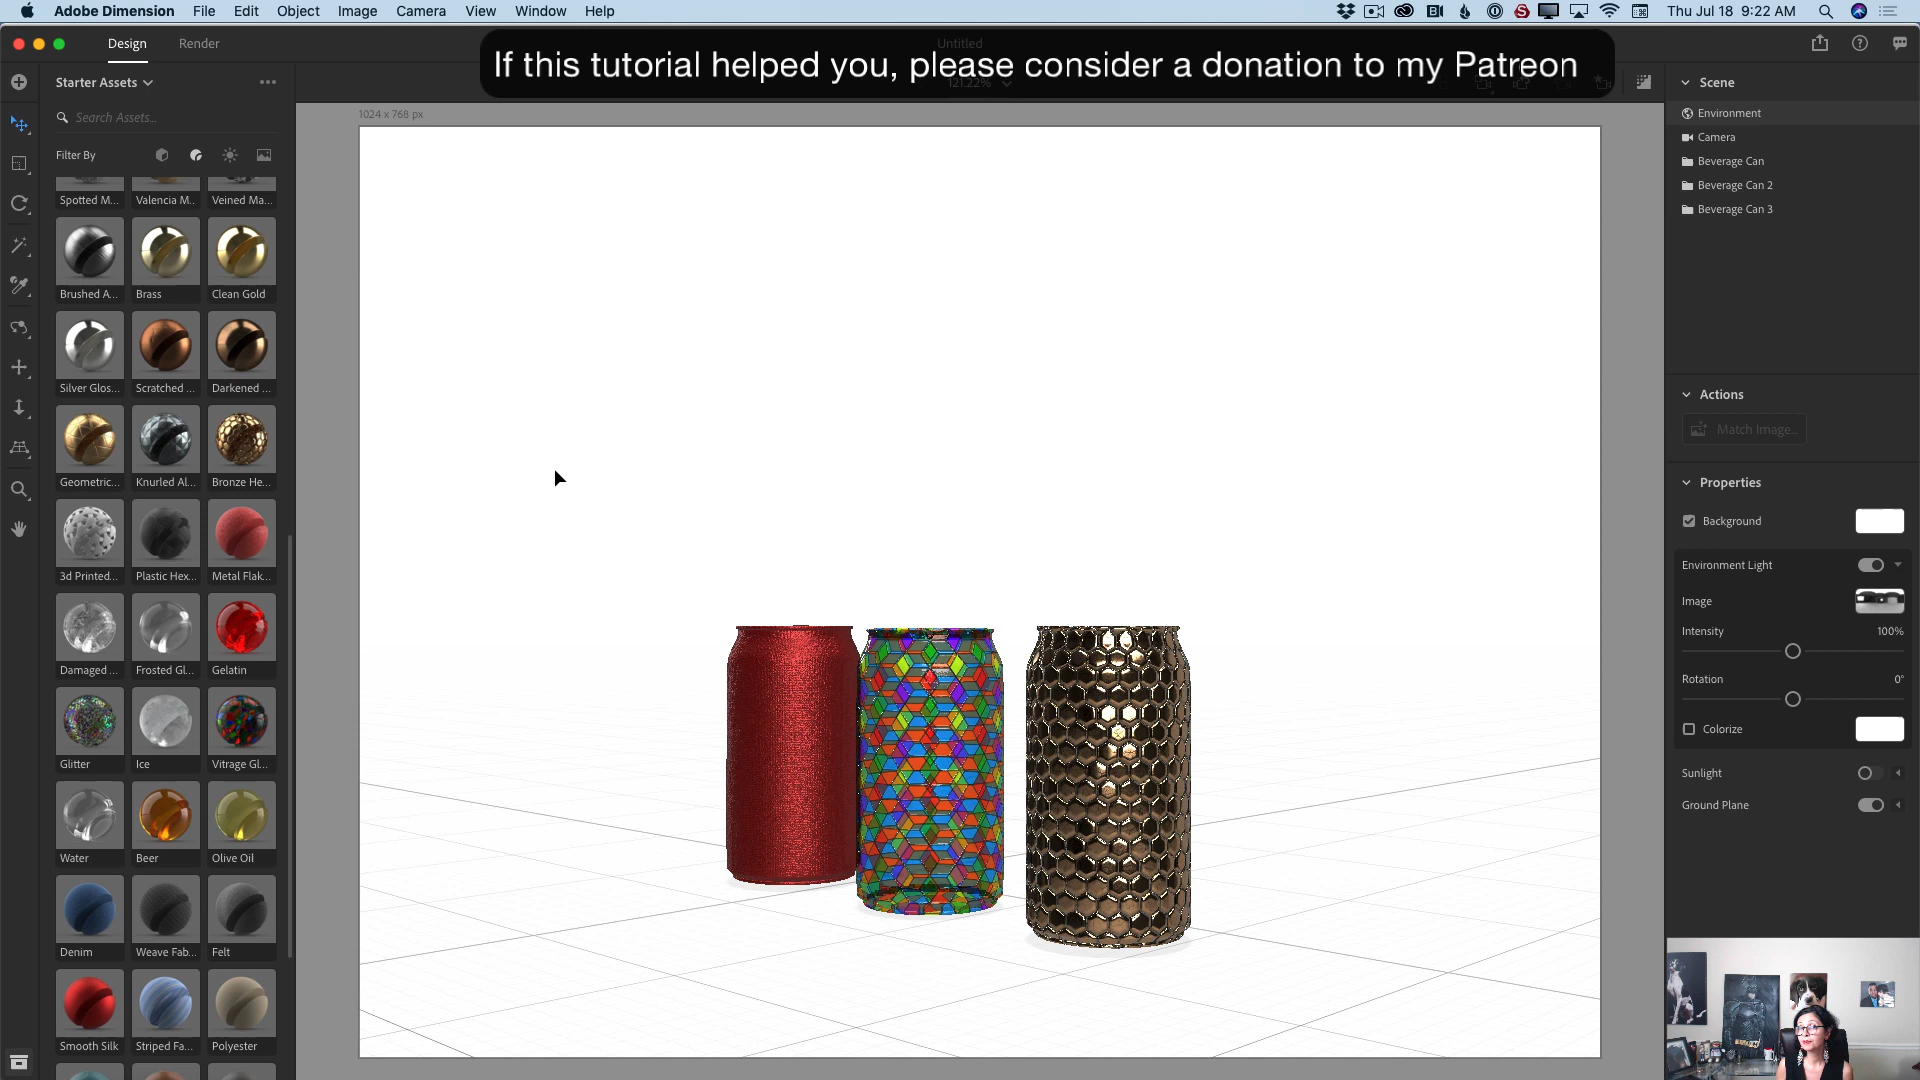 Adobe Dimension File Edit Object Image Camera View Window Help
Thu Jul 18 9:22 AM
Design Render
Untitled
If this tutorial helped you, please consider a donation to my Patreon
121.22%
Starter Assets
Search Assets...
Filter By
Spotted M... Valencia M... Veined Ma...
Brushed A... Brass Clean Gold
Silver Glos... Scratched ... Darkened ...
Geometric... Knurled Al... Bronze He...
3d Printed... Plastic Hex... Metal Flak...
Damaged ... Frosted Gl... Gelatin
Glitter Ice Vitrage Gl...
Water Beer Olive Oil
Denim Weave Fab... Felt
Smooth Silk Striped Fa... Polyester
1024 x 768 px
Scene
Environment
Camera
Beverage Can
Beverage Can 2
Beverage Can 3
Actions
Match Image...
Properties
Background
Environment Light
Image
Intensity 100%
Rotation 0°
Colorize
Sunlight
Ground Plane